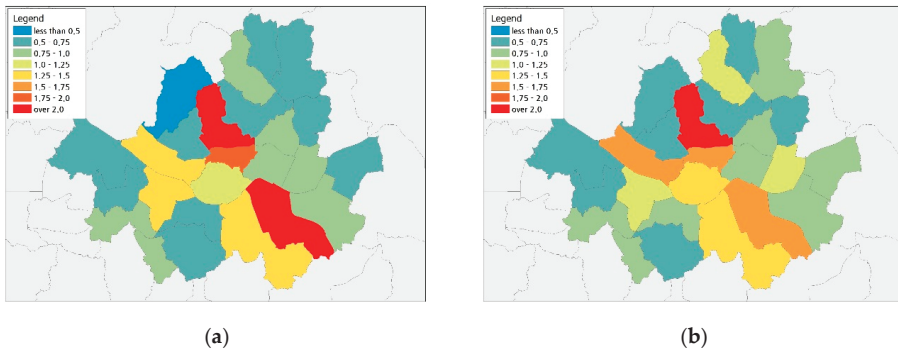 Legend
less than 0,5
0,5 - 0,75
0,75 - 1,0
1,0 - 1,25
1,25 - 1,5
1,5 - 1,75
1,75 - 2,0
over 2,0
Legend
less than 0,5
0,5 - 0,75
0,75 - 1,0
1,0 - 1,25
1,25 - 1,5
1,5 - 1,75
1,75 - 2,0
over 2,0
(a)
(b)